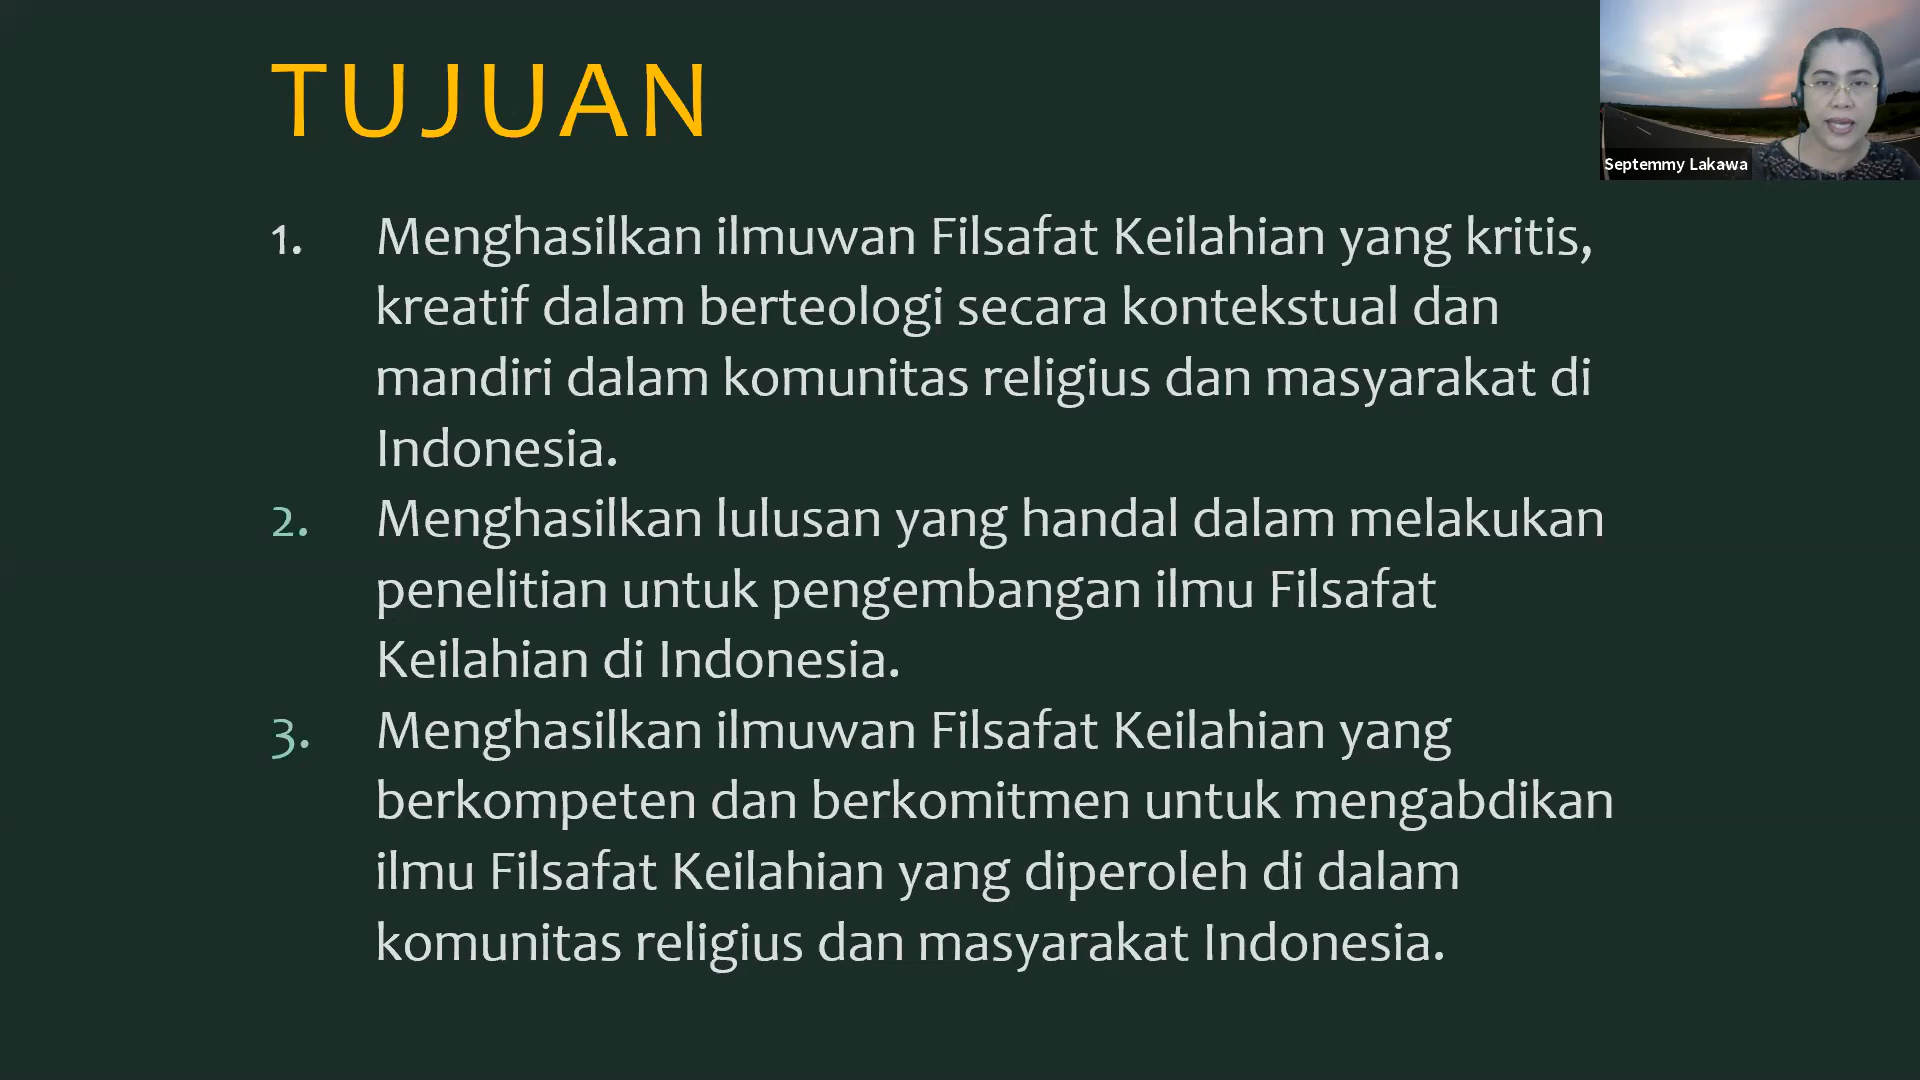 TUJUAN
Septemmy Lakawa
1. Menghasilkan ilmuwan Filsafat Keilahian yang kritis,
kreatif dalam berteologi secara kontekstual dan
mandiri dalam komunitas religius dan masyarakat di
Indonesia.
2. Menghasilkan lulusan yang handal dalam melakukan
penelitian untuk pengembangan ilmu Filsafat
Keilahian di Indonesia.
3. Menghasilkan ilmuwan Filsafat Keilahian yang
berkompeten dan berkomitmen untuk mengabdikan
ilmu Filsafat Keilahian yang diperoleh di dalam
komunitas religius dan masyarakat Indonesia.